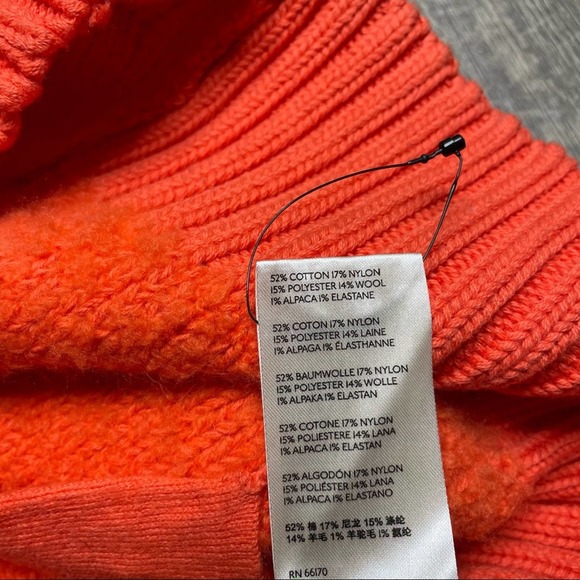 52% COTTON 17% NYLON
15% POLYESTER 14% WOOL
1% ALPACA 1% ELASTANE
52% COTON 17% NYLON
15% POLYESTER 14% LAINE
1% ALPAGA 1% ÉLASTHANNE
52% BAUMWOLLE 17% NYLON
15% POLYESTER 14% WOLLE
1% ALPAKA 1% ELASTAN
52% COTONE 17% NYLON
15% POLIESTERE 14% LANA
1% ALPACA 1% ELASTAN
52% ALGODÓN 17% NYLON
15% POLIÉSTER 14% LANA
1% ALPACA 1% ELASTANO
52% 棉 17% 尼龙 15% 涤纶
14% 羊毛 1% 羊驼毛 1% 氨纶
RN 66170